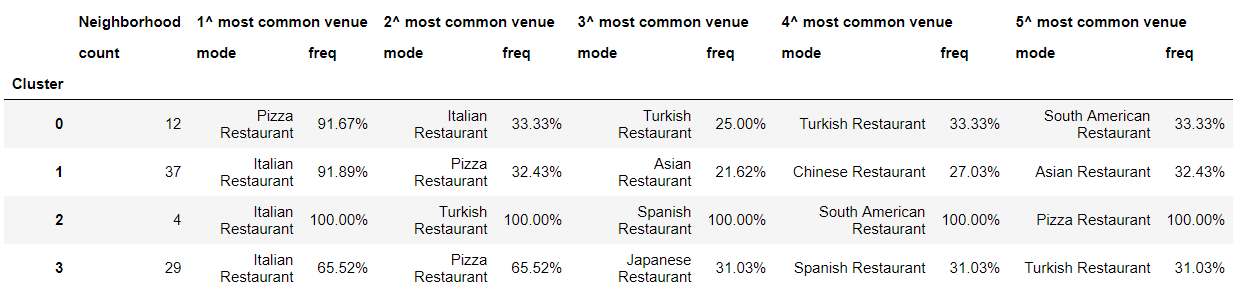 Neighborhood 1^ most common venue 2^ most common venue 3^ most common venue 4^ most common venue 5^ most common venue
count mode freq mode freq mode freq mode freq mode freq
Cluster
0 12 Pizza Restaurant 91.67% Italian Restaurant 33.33% Turkish Restaurant 25.00% Turkish Restaurant 33.33% South American Restaurant 33.33%
1 37 Italian Restaurant 91.89% Pizza Restaurant 32.43% Asian Restaurant 21.62% Chinese Restaurant 27.03% Asian Restaurant 32.43%
2 4 Italian Restaurant 100.00% Turkish Restaurant 100.00% Spanish Restaurant 100.00% South American Restaurant 100.00% Pizza Restaurant 100.00%
3 29 Italian Restaurant 65.52% Pizza Restaurant 65.52% Japanese Restaurant 31.03% Spanish Restaurant 31.03% Turkish Restaurant 31.03%